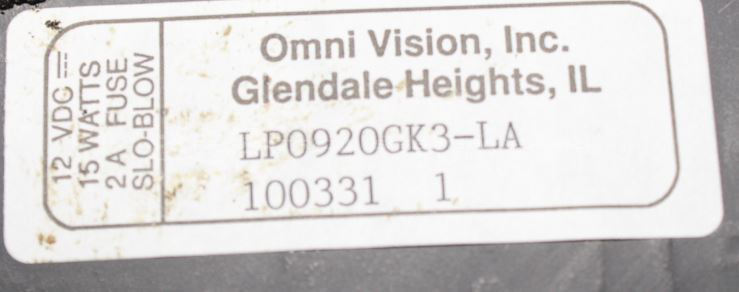 12 VDC ⎓
15 WATTS
2 A FUSE
SLO-BLOW
Omni Vision, Inc.
Glendale Heights, IL
LP0920GK3-LA
100331 1